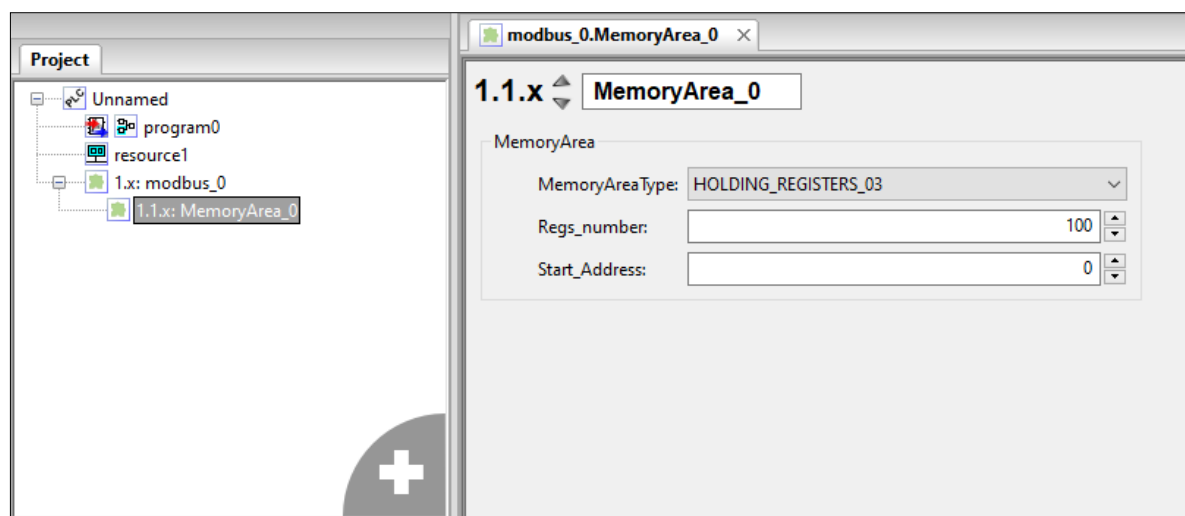 Project
Unnamed
program0
resource1
1.x: modbus_0
1.1.x: MemoryArea_0
modbus_0.MemoryArea_0
1.1.x MemoryArea_0
MemoryArea
MemoryAreaType: HOLDING_REGISTERS_03
Regs_number: 100
Start_Address: 0